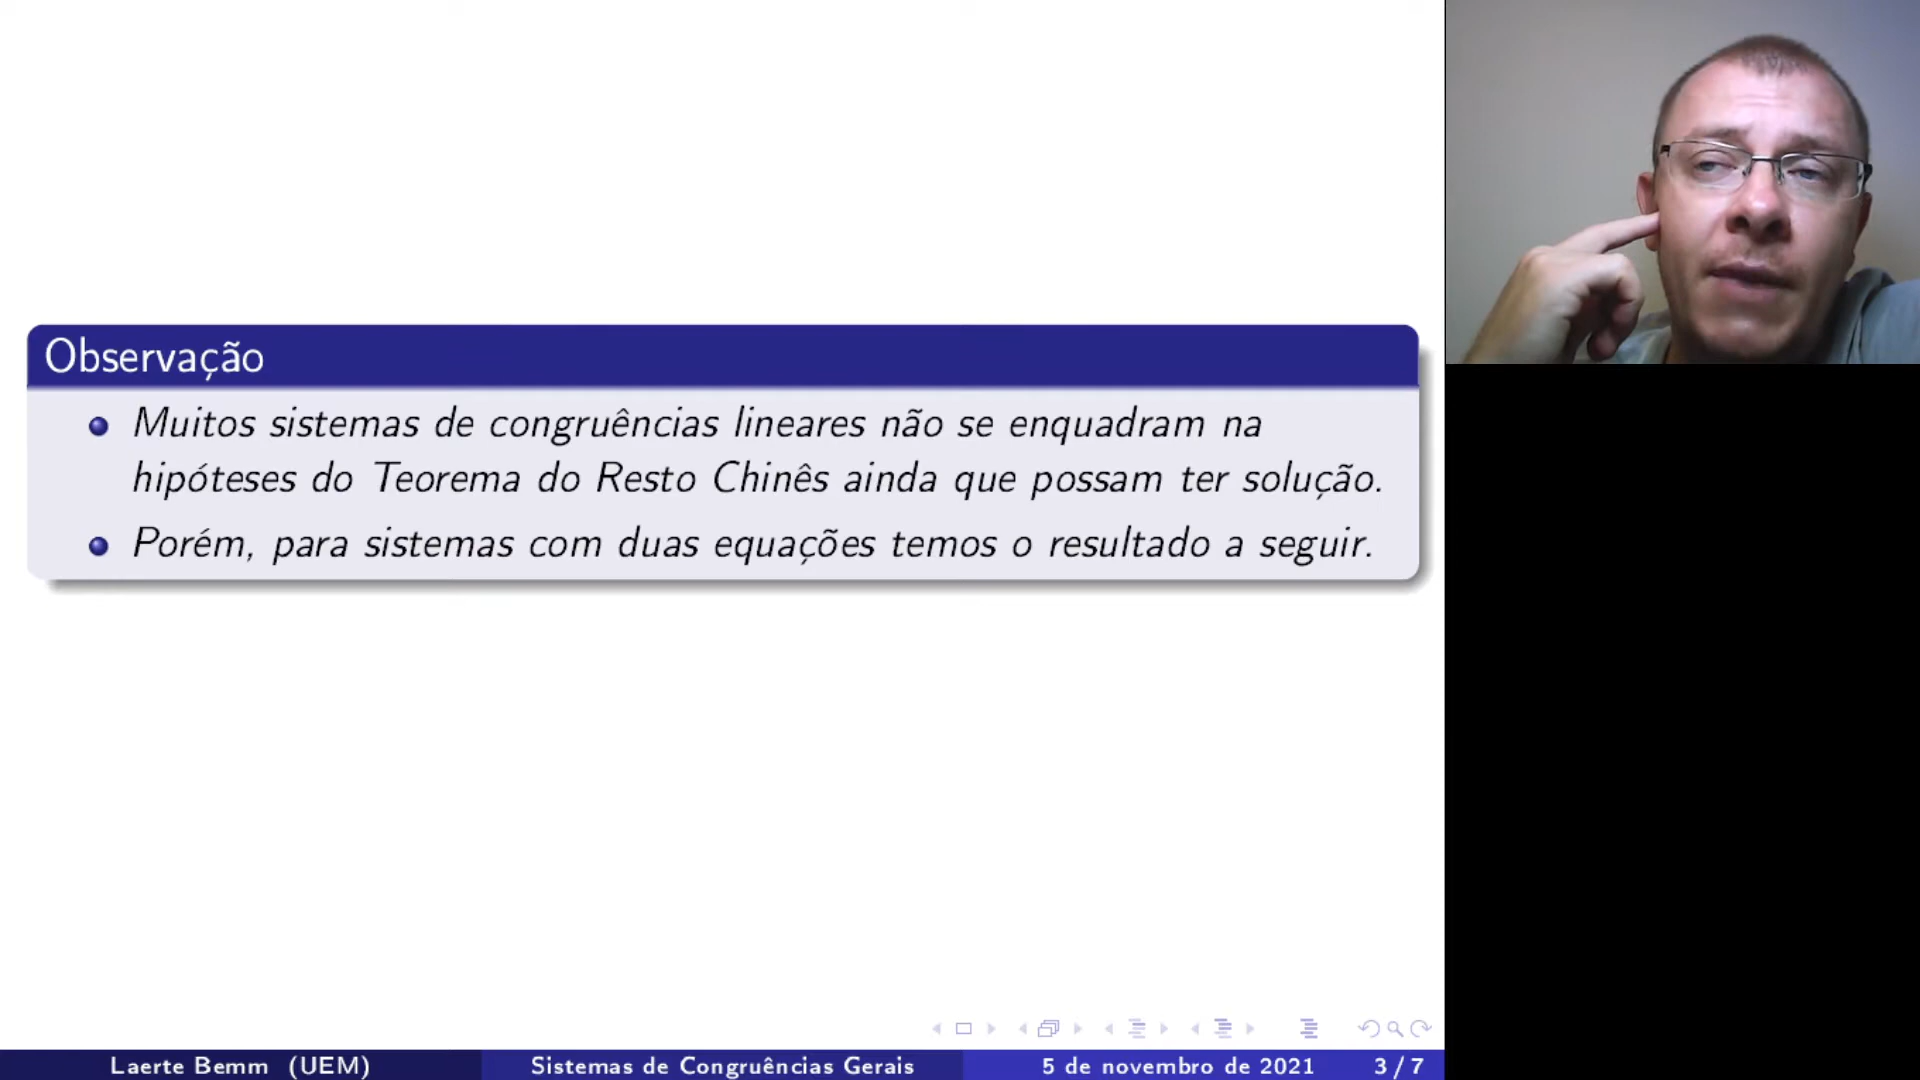 Observação
Muitos sistemas de congruências lineares não se enquadram na
hipóteses do Teorema do Resto Chinês ainda que possam ter solução.
Porém, para sistemas com duas equações temos o resultado a seguir.
Laerte Bemm (UEM) Sistemas de Congruências Gerais 5 de novembro de 2021 3 / 7